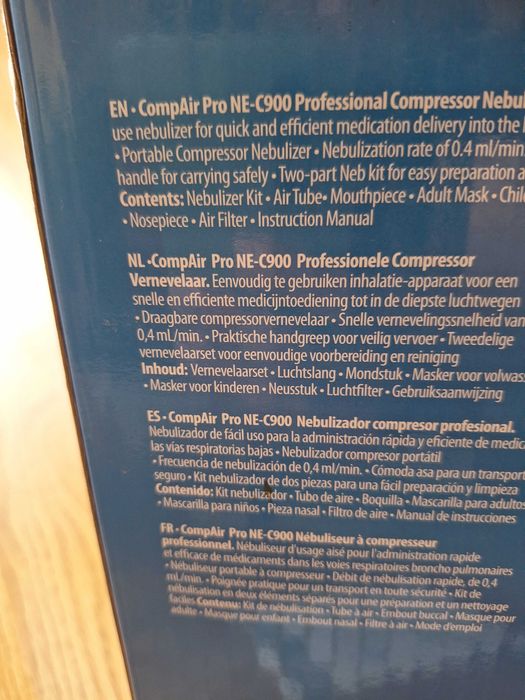 EN • CompAir Pro NE-C900 Professional Compressor Nebul
use nebulizer for quick and efficient medication delivery into the
• Portable Compressor Nebulizer • Nebulization rate of 0.4 ml/min.
handle for carrying safely • Two-part Neb kit for easy preparation a
Contents: Nebulizer Kit • Air Tube • Mouthpiece • Adult Mask • Chil
• Nosepiece • Air Filter • Instruction Manual
NL •CompAir Pro NE-C900 Professionele Compressor
Vernevelaar. Eenvoudig te gebruiken inhalatie-apparaat voor een
snelle en efficiente medicijntoediening tot in de diepste luchtwegen
• Draagbare compressorvernevelaar • Snelle vernevelingssnelheid van
0,4 mL/min. • Praktische handgreep voor veilig vervoer • Tweedelige
vernevelaarset voor eenvoudige voorbereiding en reiniging
Inhoud: Vernevelaarset • Luchtslang • Mondstuk • Masker voor volwas
• Masker voor kinderen • Neusstuk • Luchtfilter • Gebruiksaanwijzing
ES • CompAir Pro NE-C900 Nebulizador compresor profesional.
Nebulizador de fácil uso para la administración rápida y eficiente de medic
las vías respiratorias bajas • Nebulizador compresor portátil
• Frecuencia de nebulización de 0,4 ml/min. • Cómoda asa para un transport
seguro • Kit nebulizador de dos piezas para una fácil preparación y limpieza
Contenido: Kit nebulizador • Tubo de aire • Boquilla • Mascarilla para adultos
• Mascarilla para niños • Pieza nasal • Filtro de aire • Manual de instrucciones
FR • CompAir Pro NE-C900 Nébuliseur à compresseur
professionnel. Nébuliseur d'usage aisé pour l'administration rapide
et efficace de médicaments dans les voies respiratoires broncho pulmonaires
• Nébuliseur portable à compresseur • Débit de nébulisation rapide, de 0,4
mL/min. • Poignée pratique pour un transport en toute sécurité • Kit de
nébulisation en deux éléments séparés pour une préparation et un nettoyage
faciles Contenu: Kit de nébulisation • Tube à air • Embout buccal • Masque pour
adulte • Masque pour enfant • Embout nasal • Filtre à air • Mode d'emploi